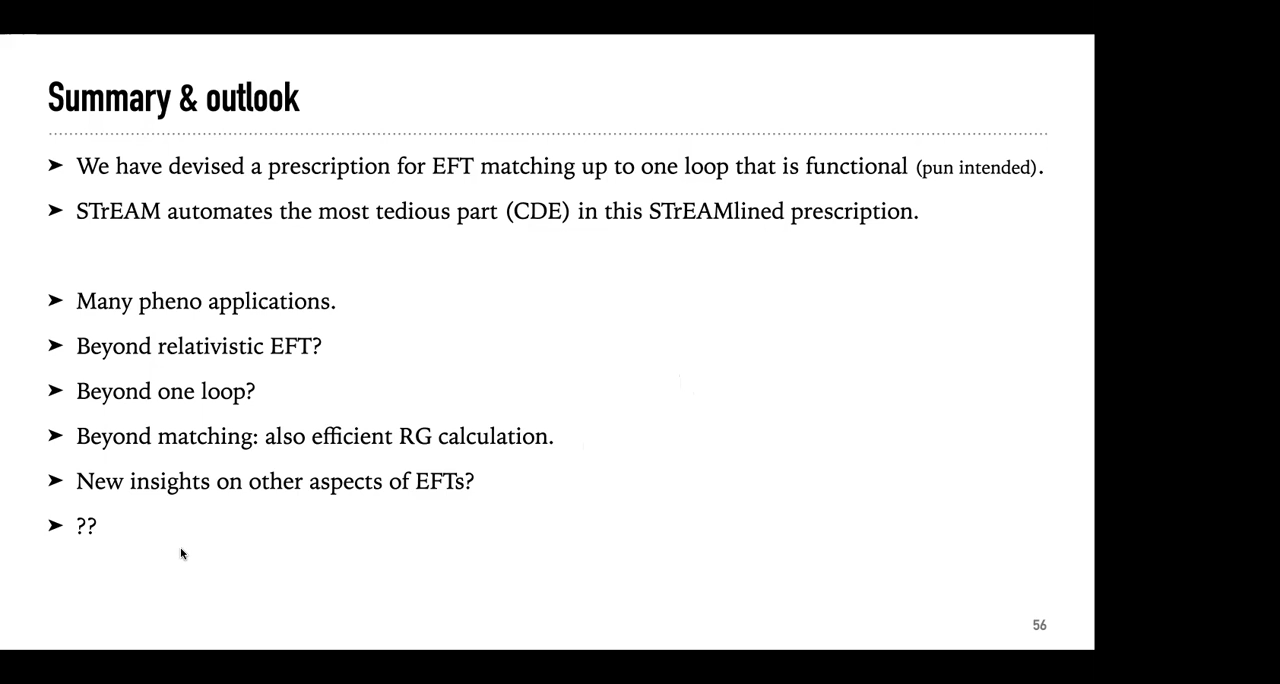 Summary & outlook
➤ We have devised a prescription for EFT matching up to one loop that is functional (pun intended).
➤ STrEAM automates the most tedious part (CDE) in this STrEAMlined prescription.
➤ Many pheno applications.
➤ Beyond relativistic EFT?
➤ Beyond one loop?
➤ Beyond matching: also efficient RG calculation.
➤ New insights on other aspects of EFTs?
➤ ??
56